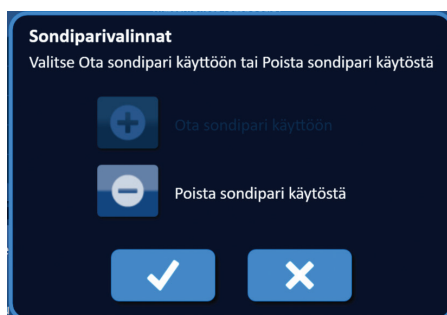 Sondiparivalinnat
Valitse Ota sondipari käyttöön tai Poista sondipari käytöstä
Ota sondipari käyttöön
Poista sondipari käytöstä